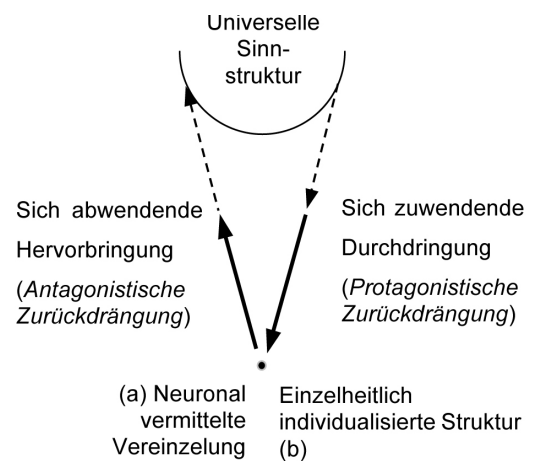 Universelle
Sinn-
struktur
Sich abwendende
Hervorbringung
(Antagonistische
Zurückdrängung)
Sich zuwendende
Durchdringung
(Protagonistische
Zurückdrängung)
(a) Neuronal
vermittelte
Vereinzelung
Einzelheitlich
individualisierte Struktur
(b)